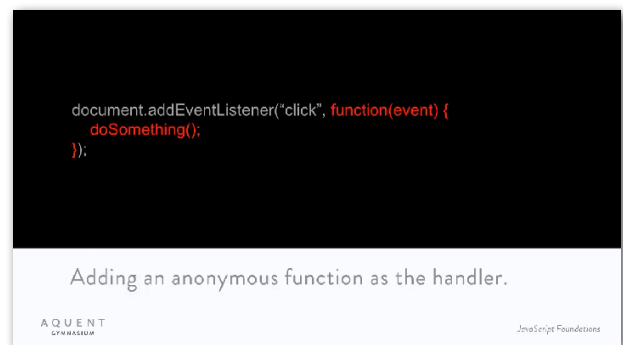 document.addEventListener(“click”, function(event) {
doSomething();
});
Adding an anonymous function as the handler.
AQUENT
GYMNASIUM
JavaScript Foundations